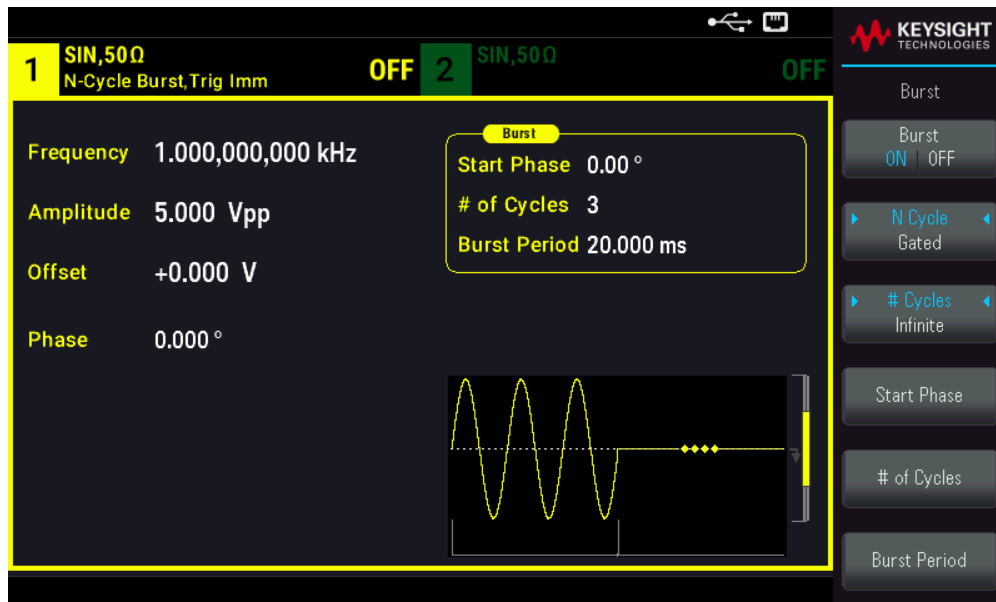 1
SIN,50Ω
N-Cycle Burst,Trig Imm
OFF
2
SIN,50Ω
OFF
Frequency 1.000,000,000 kHz
Amplitude 5.000 Vpp
Offset +0.000 V
Phase 0.000 °
Burst
Start Phase 0.00 °
# of Cycles 3
Burst Period 20.000 ms
KEYSIGHT
TECHNOLOGIES
Burst
Burst
ON | OFF
N Cycle
Gated
# Cycles
Infinite
Start Phase
# of Cycles
Burst Period